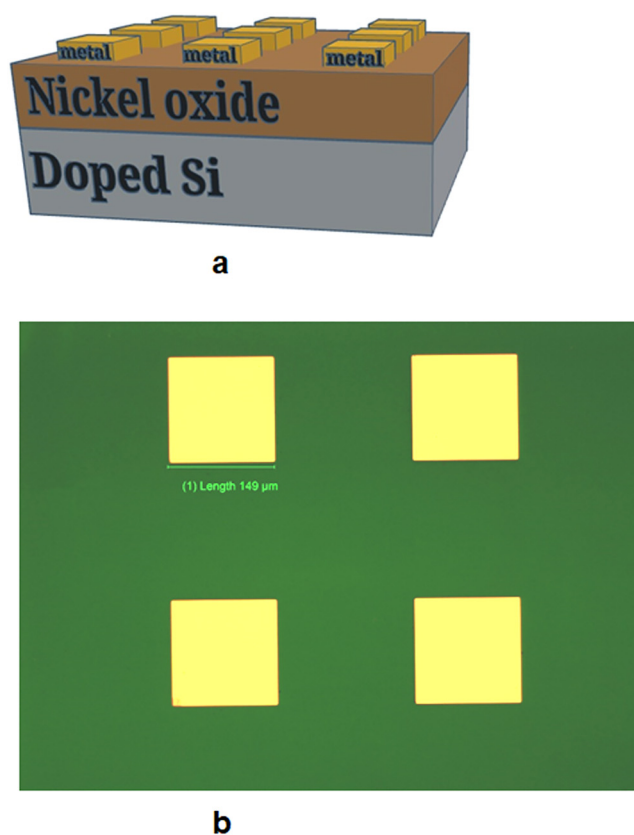 metal metal metal
Nickel oxide
Doped Si
a
(1) Length 149 µm
b